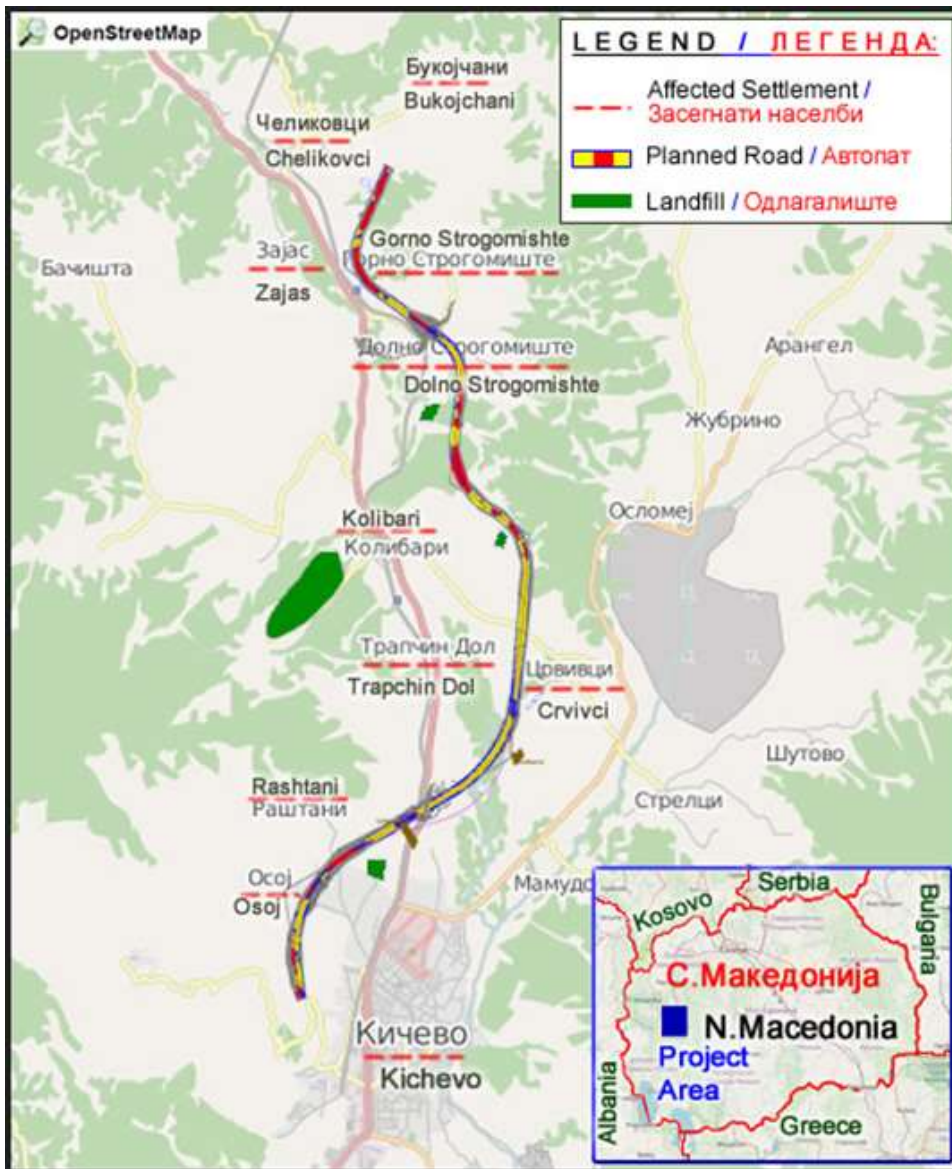 OpenStreetMap
LEGEND / ЛЕГЕНДА:
Affected Settlement /
Засегнати населби
Planned Road / Автопат
Landfill / Одлагалиште
Букојчани
Bukojchani
Челиковци
Chelikovci
Gorno Strogomishte
Горно Строгомиште
Зајас
Zajas
Бачишта
Долно Строгомиште
Dolno Strogomishte
Арангел
Жубрино
Осломеј
Kolibari
Колибари
Трапчин Дол
Trapchin Dol
Црвивци
Crvivci
Шутово
Стрелци
Rashtani
Раштани
Осој
Osoj
Мамудо
Кичево
Kichevo
Serbia
Kosovo
Bulgaria
С.Македонија
N.Macedonia
Project
Area
Albania
Greece